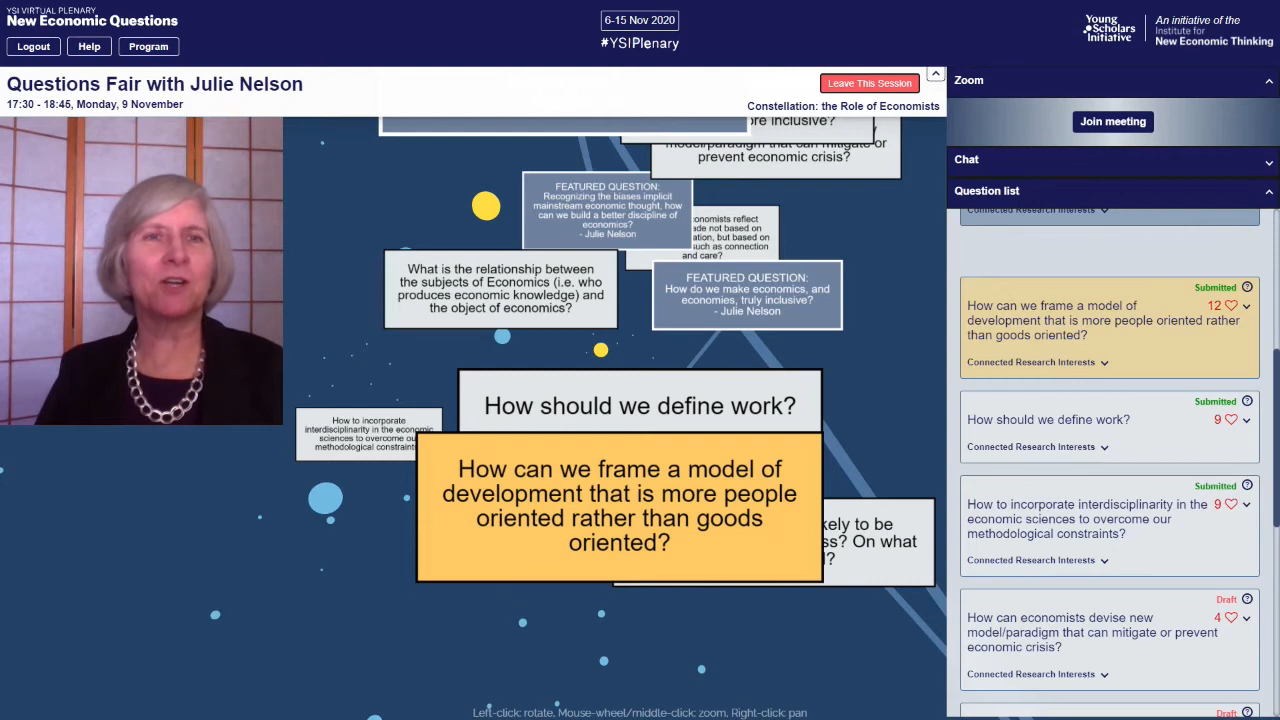 YSI VIRTUAL PLENARY
New Economic Questions
Logout
Help
Program
6-15 Nov 2020
#YSIPlenary
Young
Scholars
Initiative
An initiative of the
Institute for
New Economic Thinking
Questions Fair with Julie Nelson
17:30 - 18:45, Monday, 9 November
Leave This Session
Constellation: the Role of Economists
ore inclusive?
model/paradigm that can mitigate or
prevent economic crisis?
FEATURED QUESTION:
Recognizing the biases implicit
mainstream economic thought, how
can we build a better discipline of
economics?
- Julie Nelson
conomists reflect
ade not based on
ation, but based on
such as connection
and care?
What is the relationship between
the subjects of Economics (i.e. who
produces economic knowledge) and
the object of economics?
FEATURED QUESTION:
How do we make economics, and
economies, truly inclusive?
- Julie Nelson
How should we define work?
How to incorporate
interdisciplinarity in the economic
sciences to overcome our
methodological constraints
How can we frame a model of
development that is more people
oriented rather than goods
oriented?
kely to be
ss? On what
?
Left-click: rotate, Mouse-wheel/middle-click: zoom, Right-click: pan
Zoom
Join meeting
Chat
Question list
Connected Research Interests
Submitted
How can we frame a model of 12
development that is more people oriented rather
than goods oriented?
Connected Research Interests
Submitted
How should we define work? 9
Connected Research Interests
Submitted
How to incorporate interdisciplinarity in the 9
economic sciences to overcome our
methodological constraints?
Connected Research Interests
Draft
How can economists devise new 4
model/paradigm that can mitigate or prevent
economic crisis?
Connected Research Interests
Draft